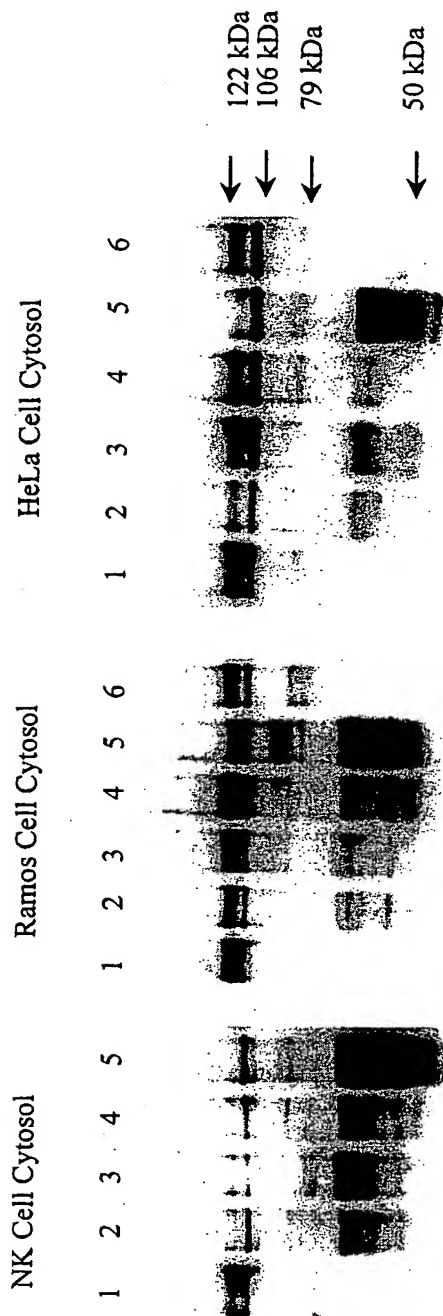 NK Cell Cytosol
1 2 3 4 5
Ramos Cell Cytosol
1 2 3 4 5 6
HeLa Cell Cytosol
1 2 3 4 5 6
122 kDa
106 kDa
79 kDa
50 kDa